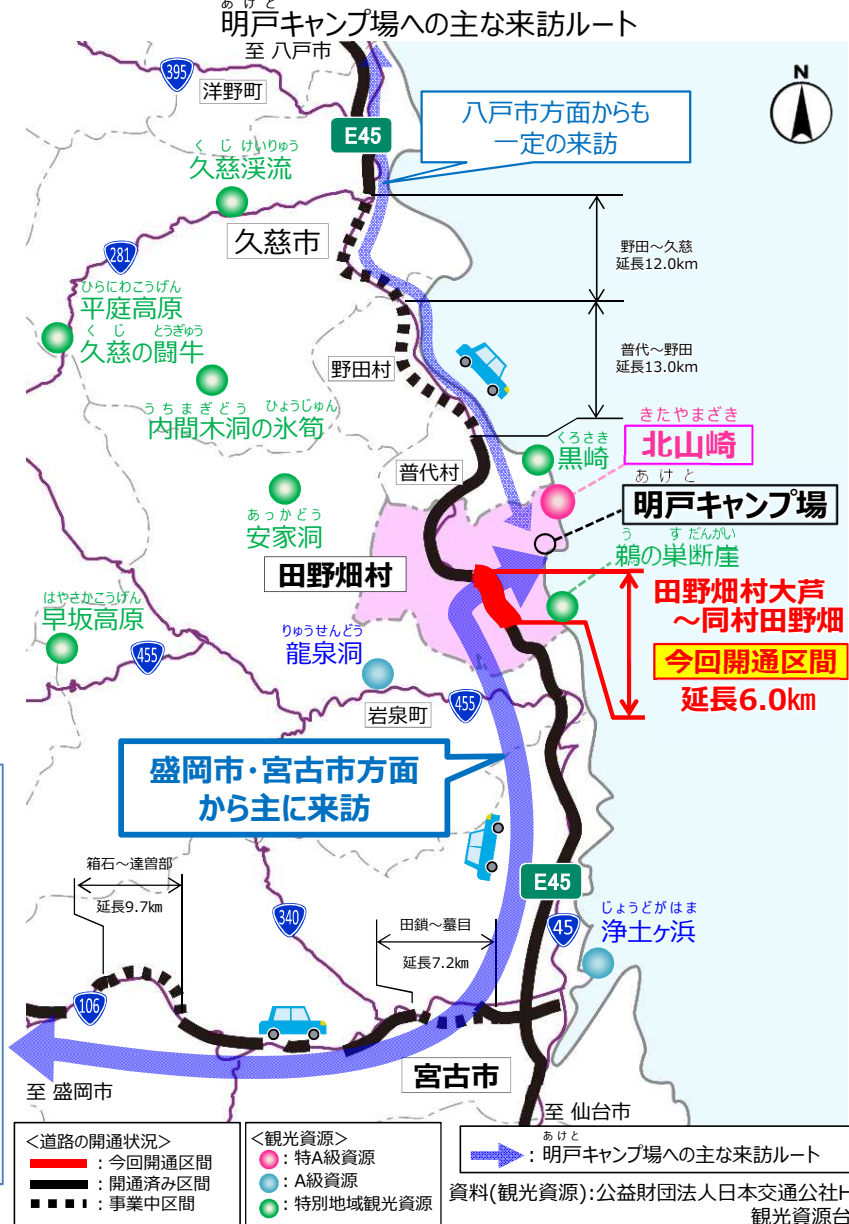 あけと
明戸キャンプ場への主な来訪ルート
至 八戸市
N
395
洋野町
八戸市方面からも
一定の来訪
E45
くじけいりゅう
久慈渓流
久慈市
野田～久慈
延長12.0km
281
ひらにわこうげん
平庭高原
くじ とうぎゅう
久慈の闘牛
普代～野田
延長13.0km
野田村
うちまぎどう ひょうじゅん
内間木洞の氷筍
きたやまざき
北山崎
くろさき
黒崎
普代村
あけと
明戸キャンプ場
あっかどう
安家洞
う すだんがい
鵜の巣断崖
田野畑村
田野畑村大芦
～同村田野畑
はやさかこうげん
早坂高原
りゅうせんどう
龍泉洞
今回開通区間
455
延長6.0km
岩泉町
455
盛岡市・宮古市方面
から主に来訪
箱石～達曽部
延長9.7km
E45
340
田鎖～蟇目
延長7.2km
45
じょうどがはま
浄土ヶ浜
106
宮古市
至 盛岡市
至 仙台市
＜道路の開通状況＞
：今回開通区間
：開通済み区間
：事業中区間
＜観光資源＞
：特A級資源
：A級資源
：特別地域観光資源
あけと
：明戸キャンプ場への主な来訪ルート
資料(観光資源):公益財団法人日本交通公社H
観光資源台